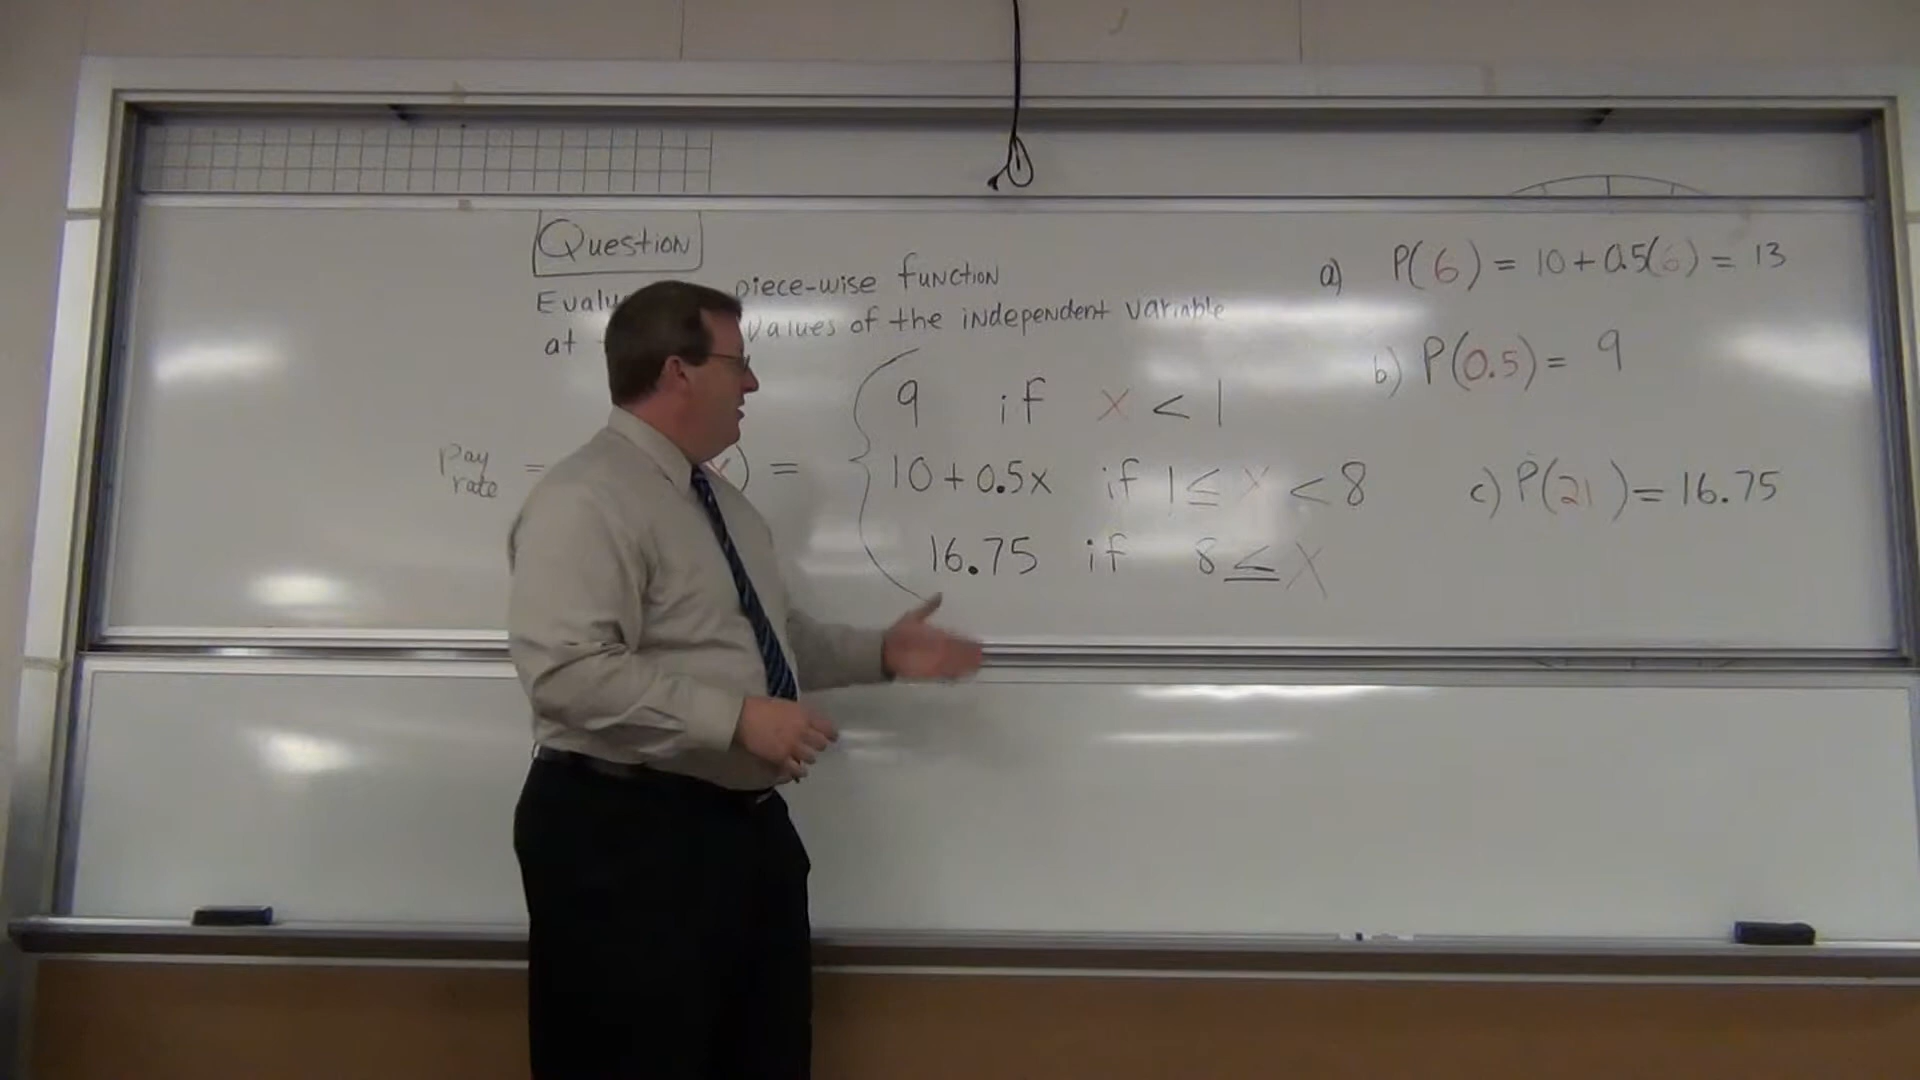 Question
Evalu piece-wise function
at values of the independent variable
Pay rate = x) =
9 if x < 1
10 + 0.5x if 1 ≤ x < 8
16.75 if 8 ≤ x
a) P(6) = 10 + 0.5(6) = 13
b) P(0.5) = 9
c) P(21) = 16.75